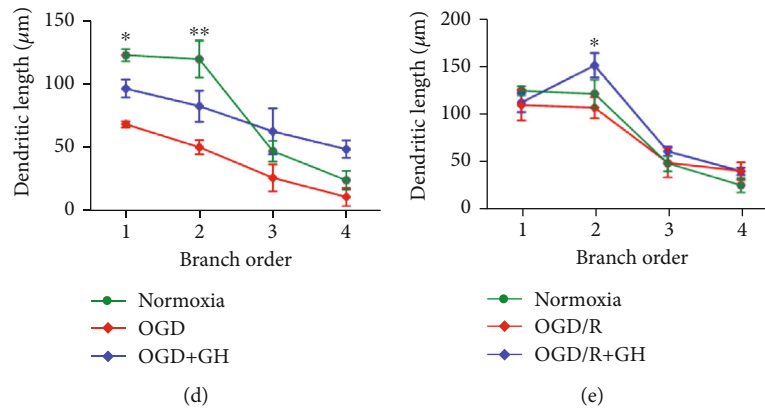 Dendritic length (μm)
150
100
50
0
*
**
1 2 3 4
Branch order
Normoxia
OGD
OGD+GH
(d)
Dendritic length (μm)
200
150
100
50
0
*
1 2 3 4
Branch order
Normoxia
OGD/R
OGD/R+GH
(e)